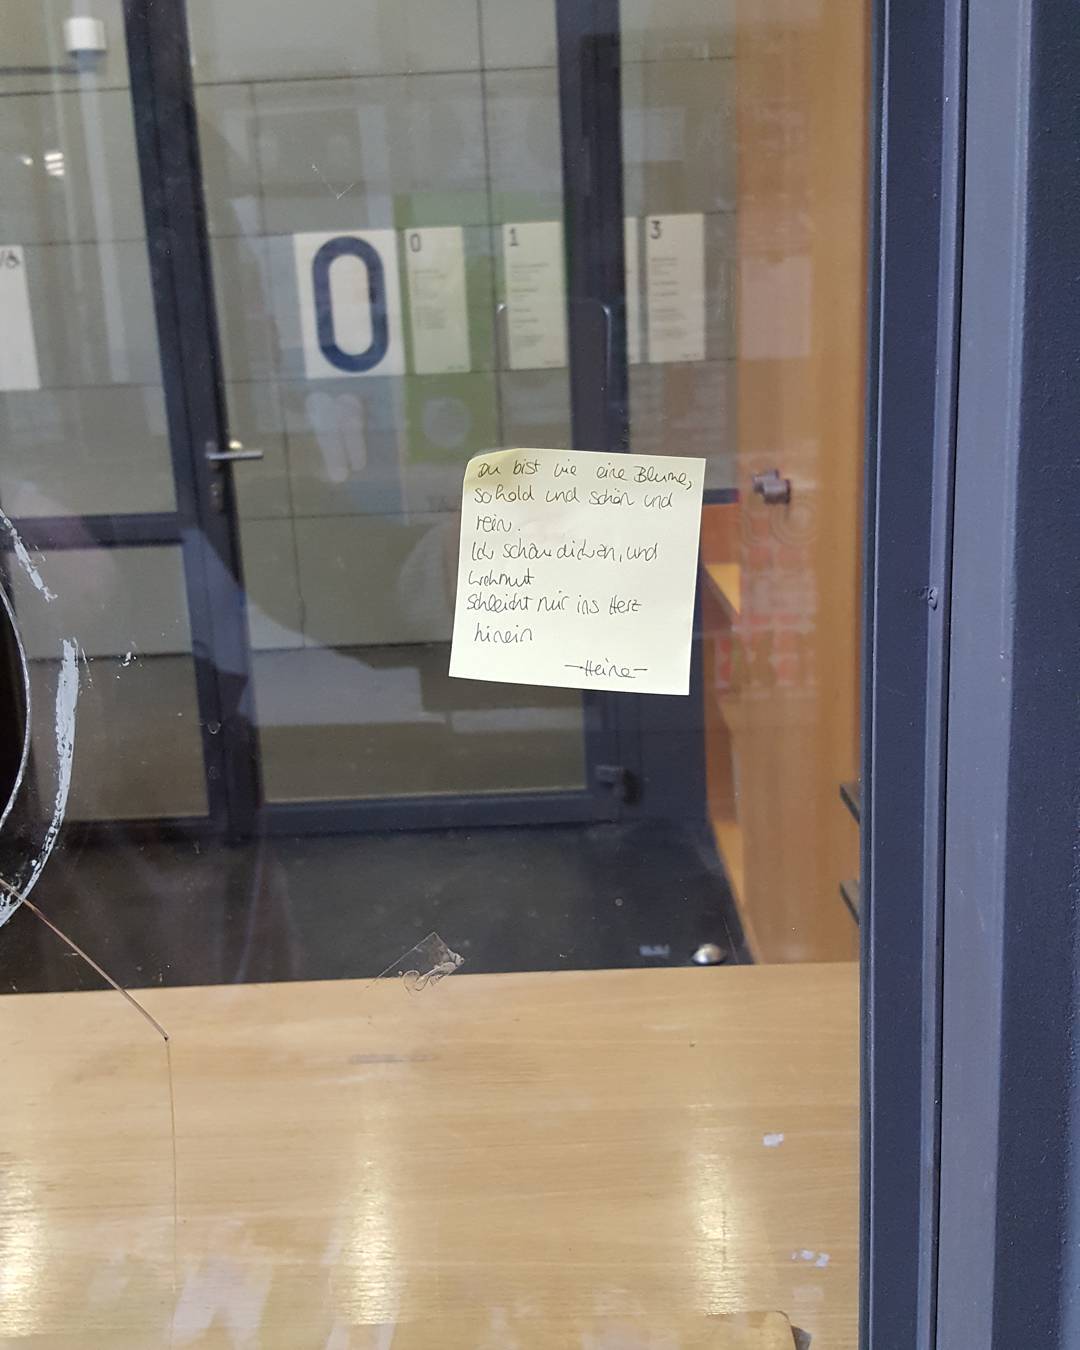 0
0
1
3
Du bist wie eine Blume,
so hold und schön und
rein.
Ich schau dich an, und
Wehmut
Schleicht mir ins Herz
hinein
-Heine-